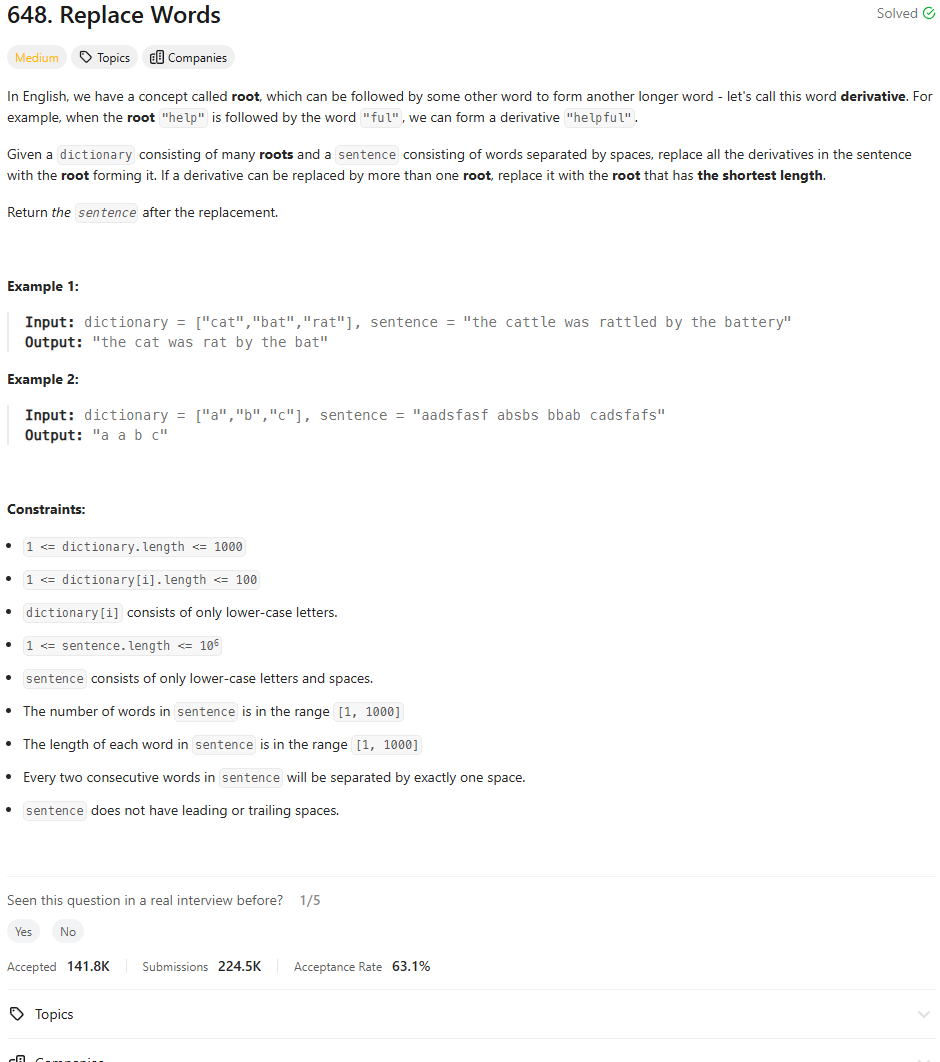 648. Replace Words
Solved
Medium
Topics
Companies
In English, we have a concept called root, which can be followed by some other word to form another longer word - let's call this word derivative. For
example, when the root "help" is followed by the word "ful", we can form a derivative "helpful".
Given a dictionary consisting of many roots and a sentence consisting of words separated by spaces, replace all the derivatives in the sentence
with the root forming it. If a derivative can be replaced by more than one root, replace it with the root that has the shortest length.
Return the sentence after the replacement.
Example 1:
Input: dictionary = ["cat","bat","rat"], sentence = "the cattle was rattled by the battery"
Output: "the cat was rat by the bat"
Example 2:
Input: dictionary = ["a","b","c"], sentence = "aadsfasf absbs bbab cadsfafs"
Output: "a a b c"
Constraints:
1 <= dictionary.length <= 1000
1 <= dictionary[i].length <= 100
dictionary[i] consists of only lower-case letters.
1 <= sentence.length <= 10⁶
sentence consists of only lower-case letters and spaces.
The number of words in sentence is in the range [1, 1000]
The length of each word in sentence is in the range [1, 1000]
Every two consecutive words in sentence will be separated by exactly one space.
sentence does not have leading or trailing spaces.
Seen this question in a real interview before? 1/5
Yes
No
Accepted 141.8K
Submissions 224.5K
Acceptance Rate 63.1%
Topics
Companies